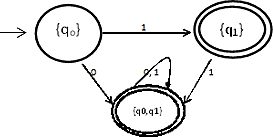 {q₀}
1
{q₁}
0
0, 1
1
{q0,q1}